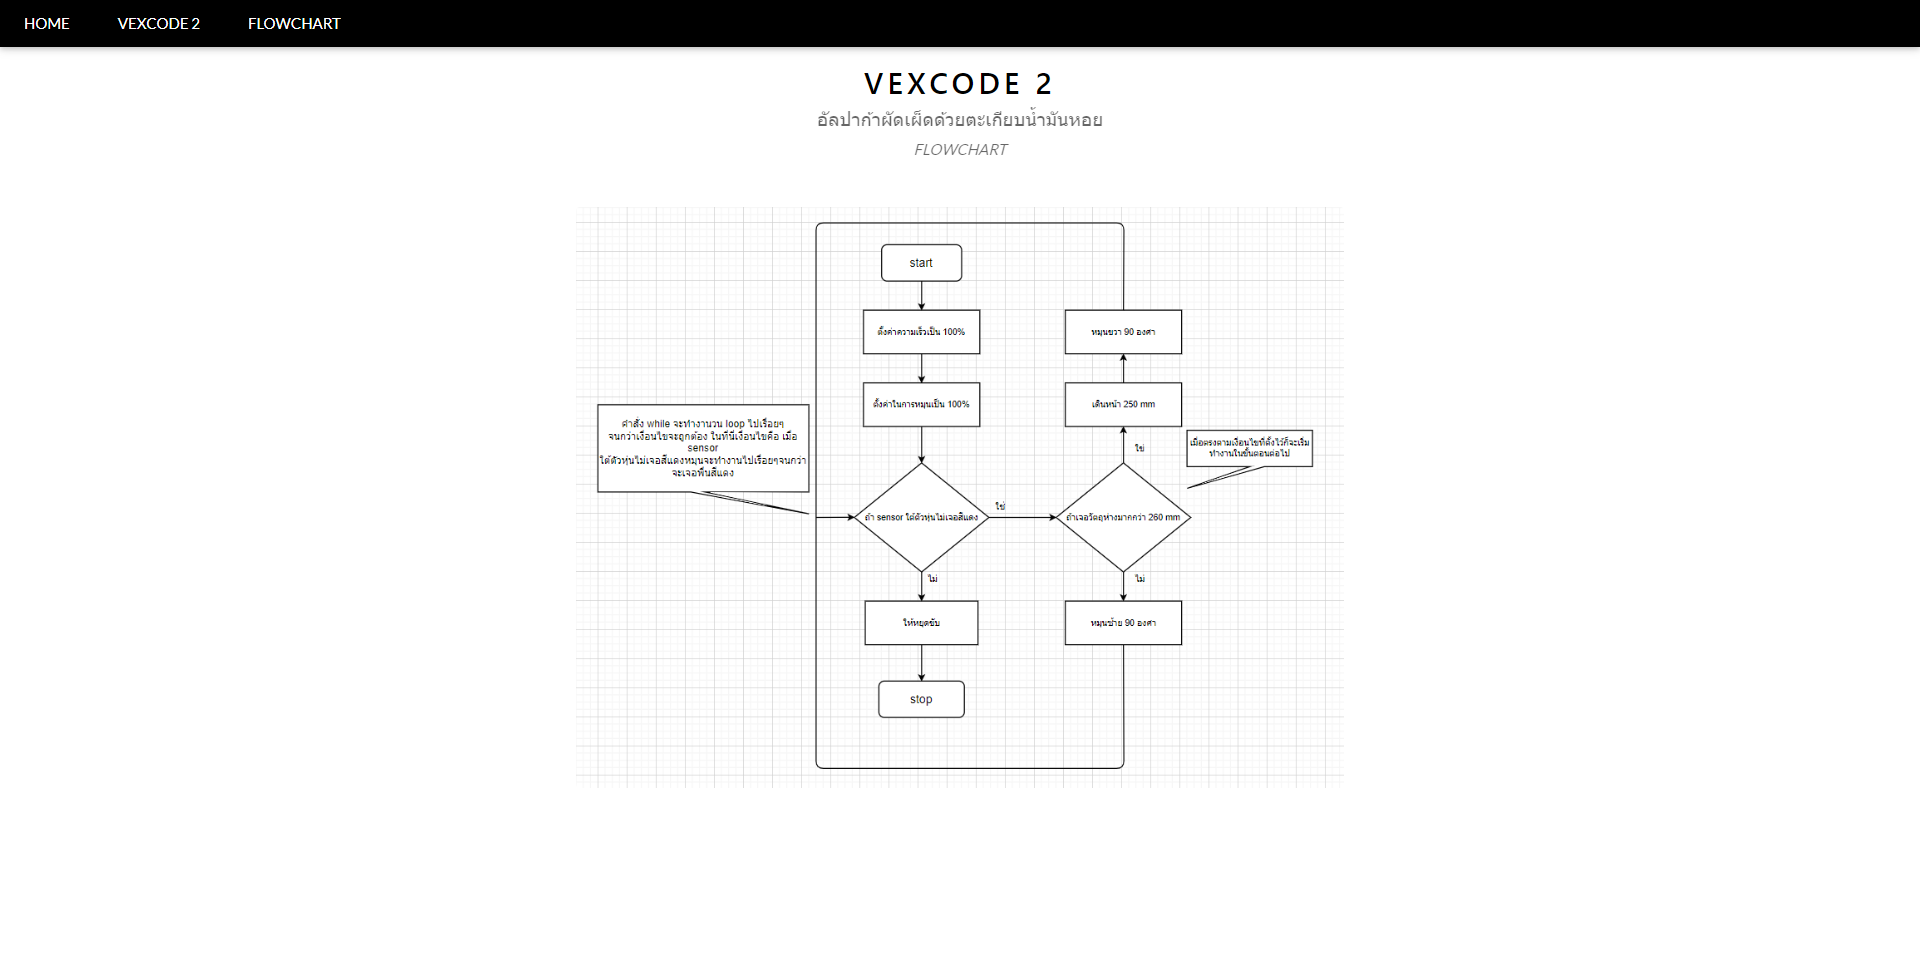 HOME VEXCODE 2 FLOWCHART
VEXCODE 2
อัลปาก้าผัดเผ็ดด้วยตะเกียบน้ำมันหอย
FLOWCHART
start
ตั้งค่าความเร็วเป็น 100%
ตั้งค่าในการหมุนเป็น 100%
คำสั่ง while จะทำงานวน loop ไปเรื่อยๆ
จนกว่าเงื่อนไขจะถูกต้อง ในที่นี่เงื่อนไขคือ เมื่อ
sensor
ใต้ตัวหุ่นไม่เจอสีแดงหมุนจะทำงานไปเรื่อยๆจนกว่า
จะเจอพื้นสีแดง
ถ้า sensor ใต้ตัวหุ่นไม่เจอสีแดง
ใช่
ไม่
ให้หยุดขับ
stop
หมุนขวา 90 องศา
เดินหน้า 250 mm
ใช่
เมื่อตรงตามเงื่อนไขที่ตั้งไว้ก็จะเริ่ม
ทำงานในขั้นตอนต่อไป
ถ้าเจอวัตถุห่างมากกว่า 260 mm
ไม่
หมุนซ้าย 90 องศา